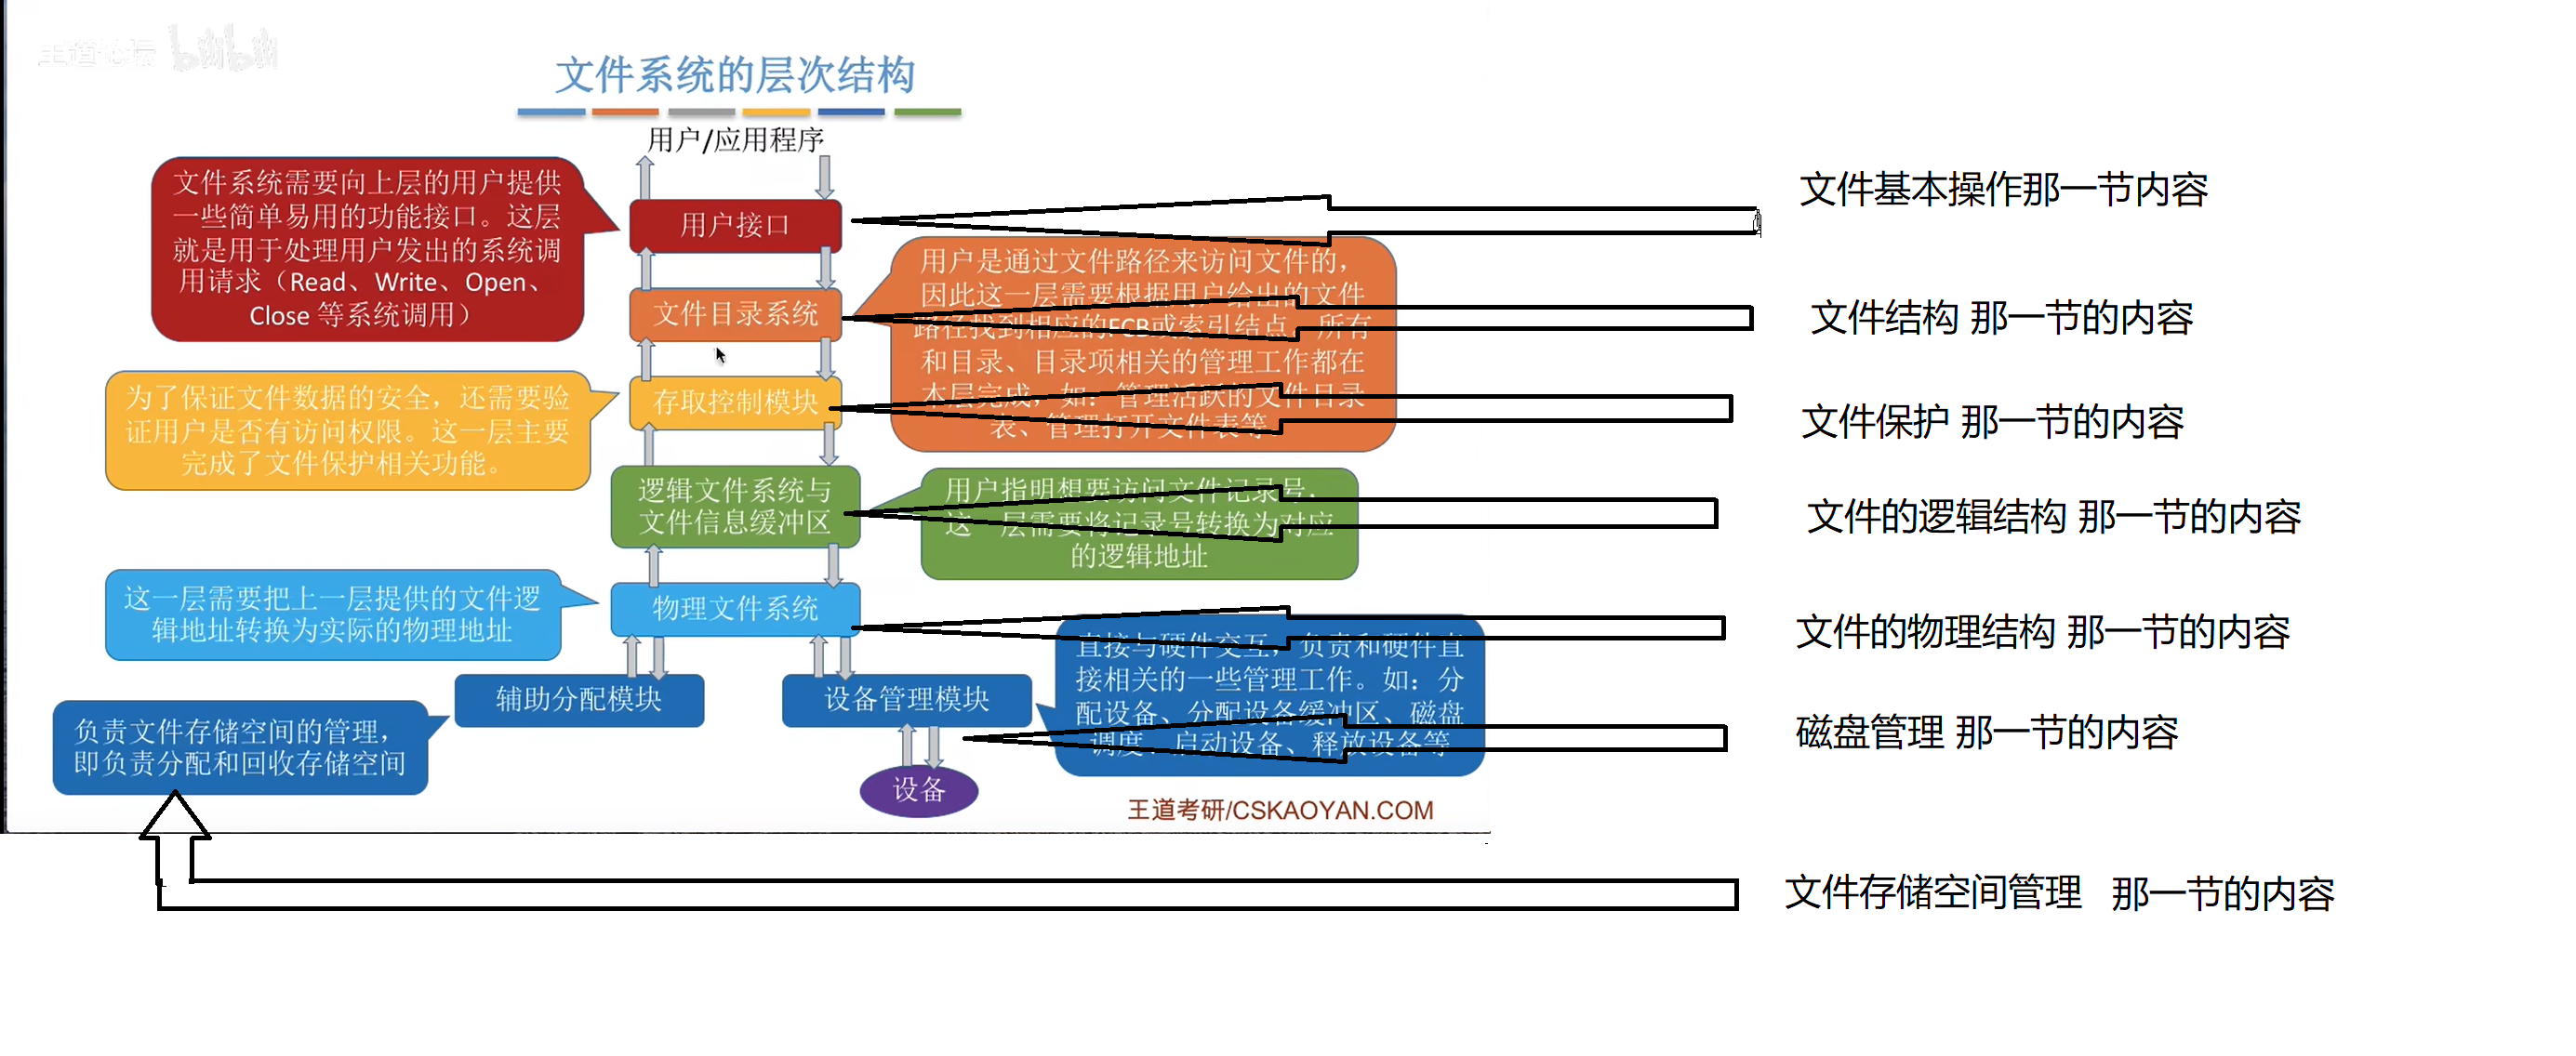 王道论坛 bilibili
文件系统的层次结构
用户/应用程序
文件系统需要向上层的用户提供
一些简单易用的功能接口。这层
就是用于处理用户发出的系统调
用请求（Read、Write、Open、
Close 等系统调用）
用户接口
文件基本操作那一节内容
用户是通过文件路径来访问文件的，
因此这一层需要根据用户给出的文件
路径找到相应的FCB或索引结点。所有
和目录、目录项相关的管理工作都在
本层完成，如：管理活跃的文件目录
表、管理打开文件表等
文件目录系统
文件结构 那一节的内容
为了保证文件数据的安全，还需要验
证用户是否有访问权限。这一层主要
完成了文件保护相关功能。
存取控制模块
文件保护 那一节的内容
逻辑文件系统与
文件信息缓冲区
用户指明想要访问文件记录号，
这一层需要将记录号转换为对应
的逻辑地址
文件的逻辑结构 那一节的内容
这一层需要把上一层提供的文件逻
辑地址转换为实际的物理地址
物理文件系统
文件的物理结构 那一节的内容
直接与硬件交互，负责和硬件直
接相关的一些管理工作。如：分
配设备、分配设备缓冲区、磁盘
调度、启动设备、释放设备等
辅助分配模块
设备管理模块
磁盘管理 那一节的内容
负责文件存储空间的管理，
即负责分配和回收存储空间
设备
王道考研/CSKAOYAN.COM
文件存储空间管理 那一节的内容